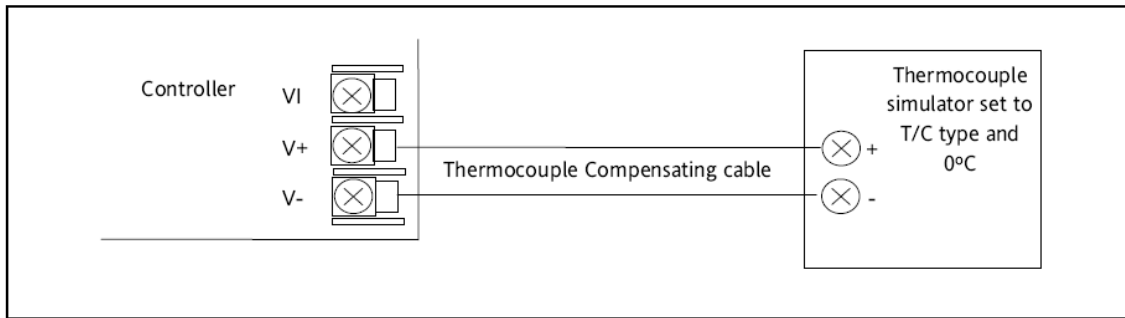 Controller
VI
V+
V-
Thermocouple Compensating cable
+
-
Thermocouple
simulator set to
T/C type and
0ºC